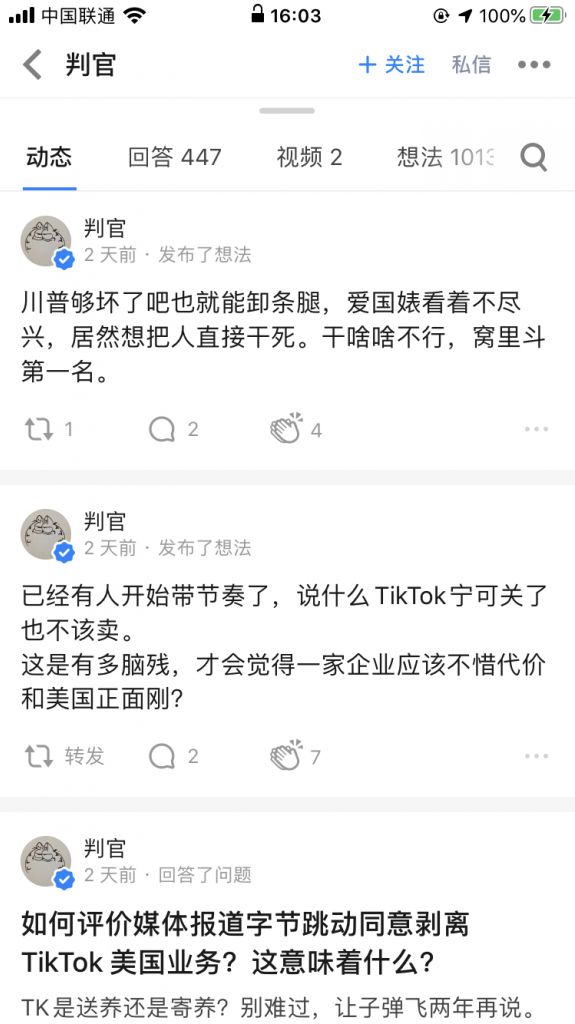 中国联通 16:03 100%
判官 + 关注 私信
动态 回答 447 视频 2 想法 1013
判官
2 天前 · 发布了想法
川普够坏了吧也就能卸条腿，爱国婊看着不尽
兴，居然想把人直接干死。干啥啥不行，窝里斗
第一名。
1 2 4
判官
2 天前 · 发布了想法
已经有人开始带节奏了，说什么 TikTok 宁可关了
也不该卖。
这是有多脑残，才会觉得一家企业应该不惜代价
和美国正面刚？
转发 2 7
判官
2 天前 · 回答了问题
如何评价媒体报道字节跳动同意剥离
TikTok 美国业务？这意味着什么？
TK 是送养还是寄养？别难过，让子弹飞两年再说。